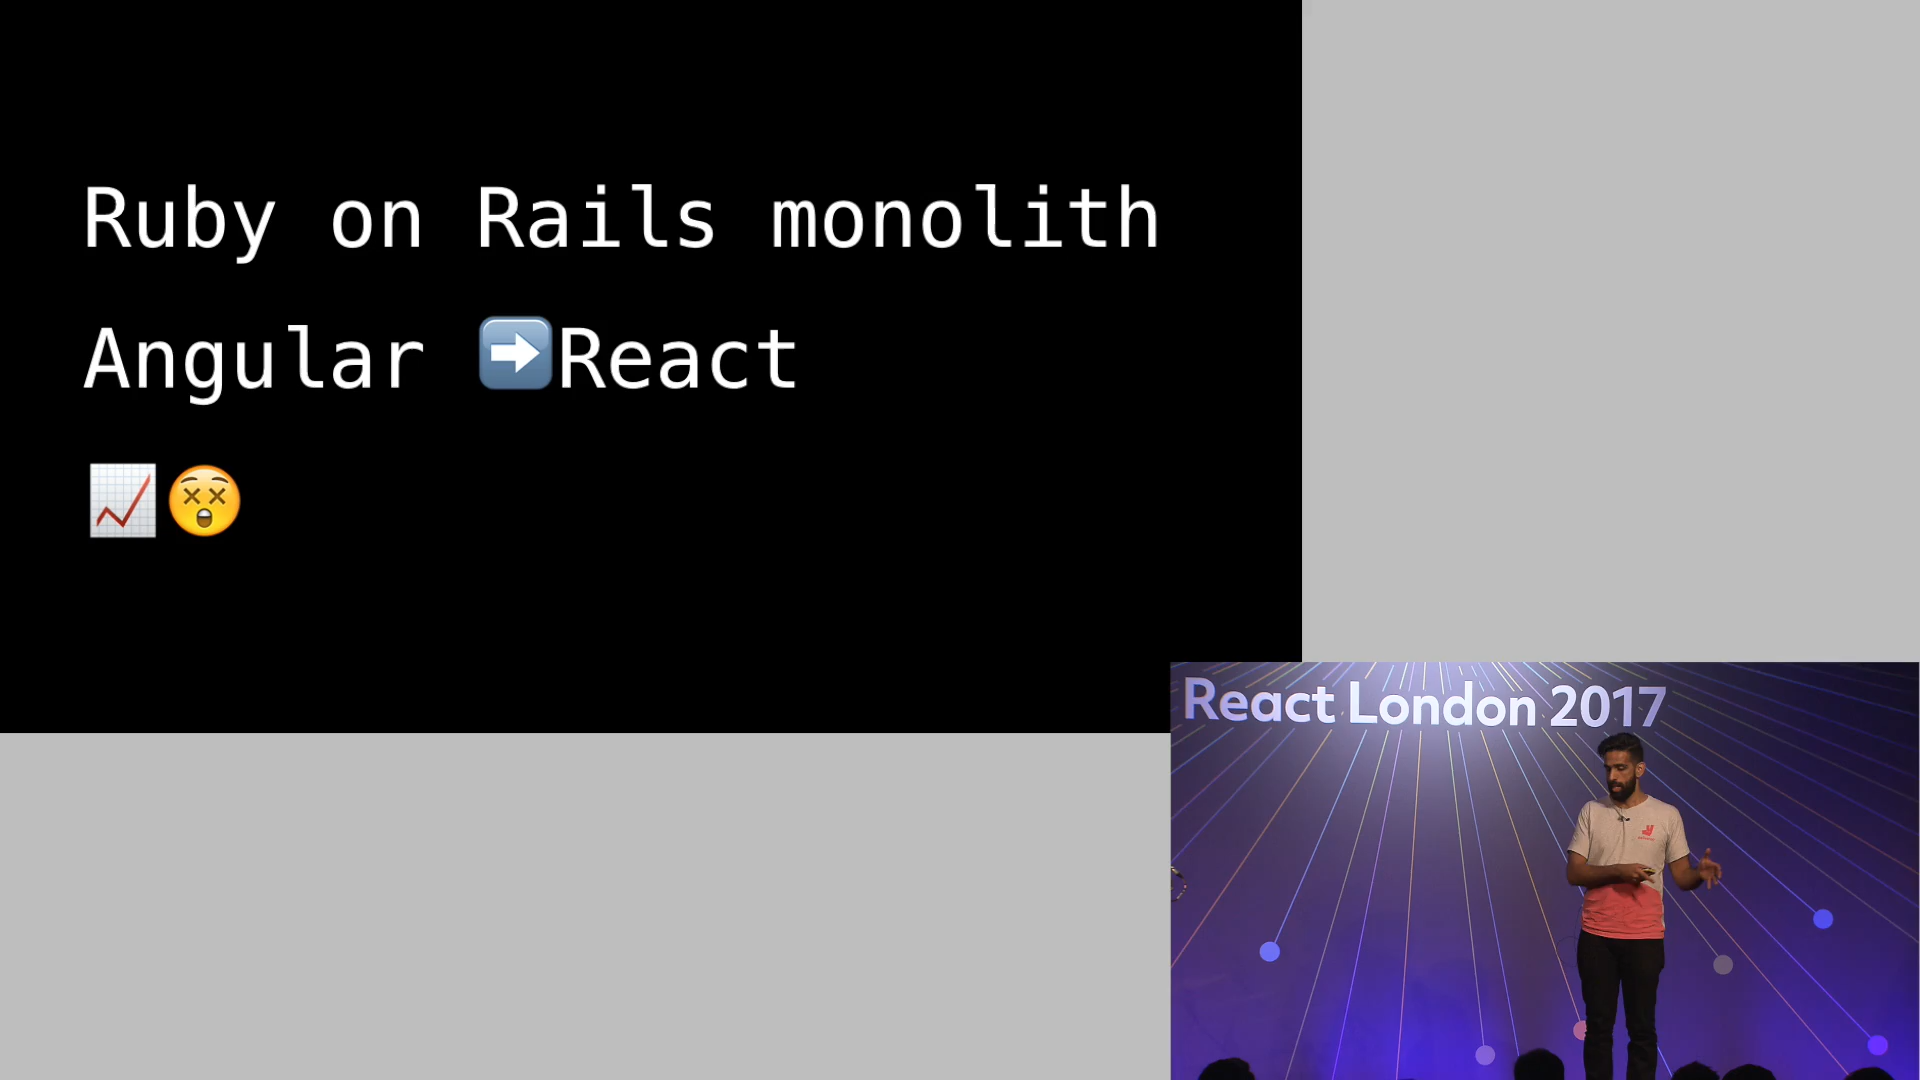 Ruby on Rails monolith
Angular ➡️React
📈😲
React London 2017